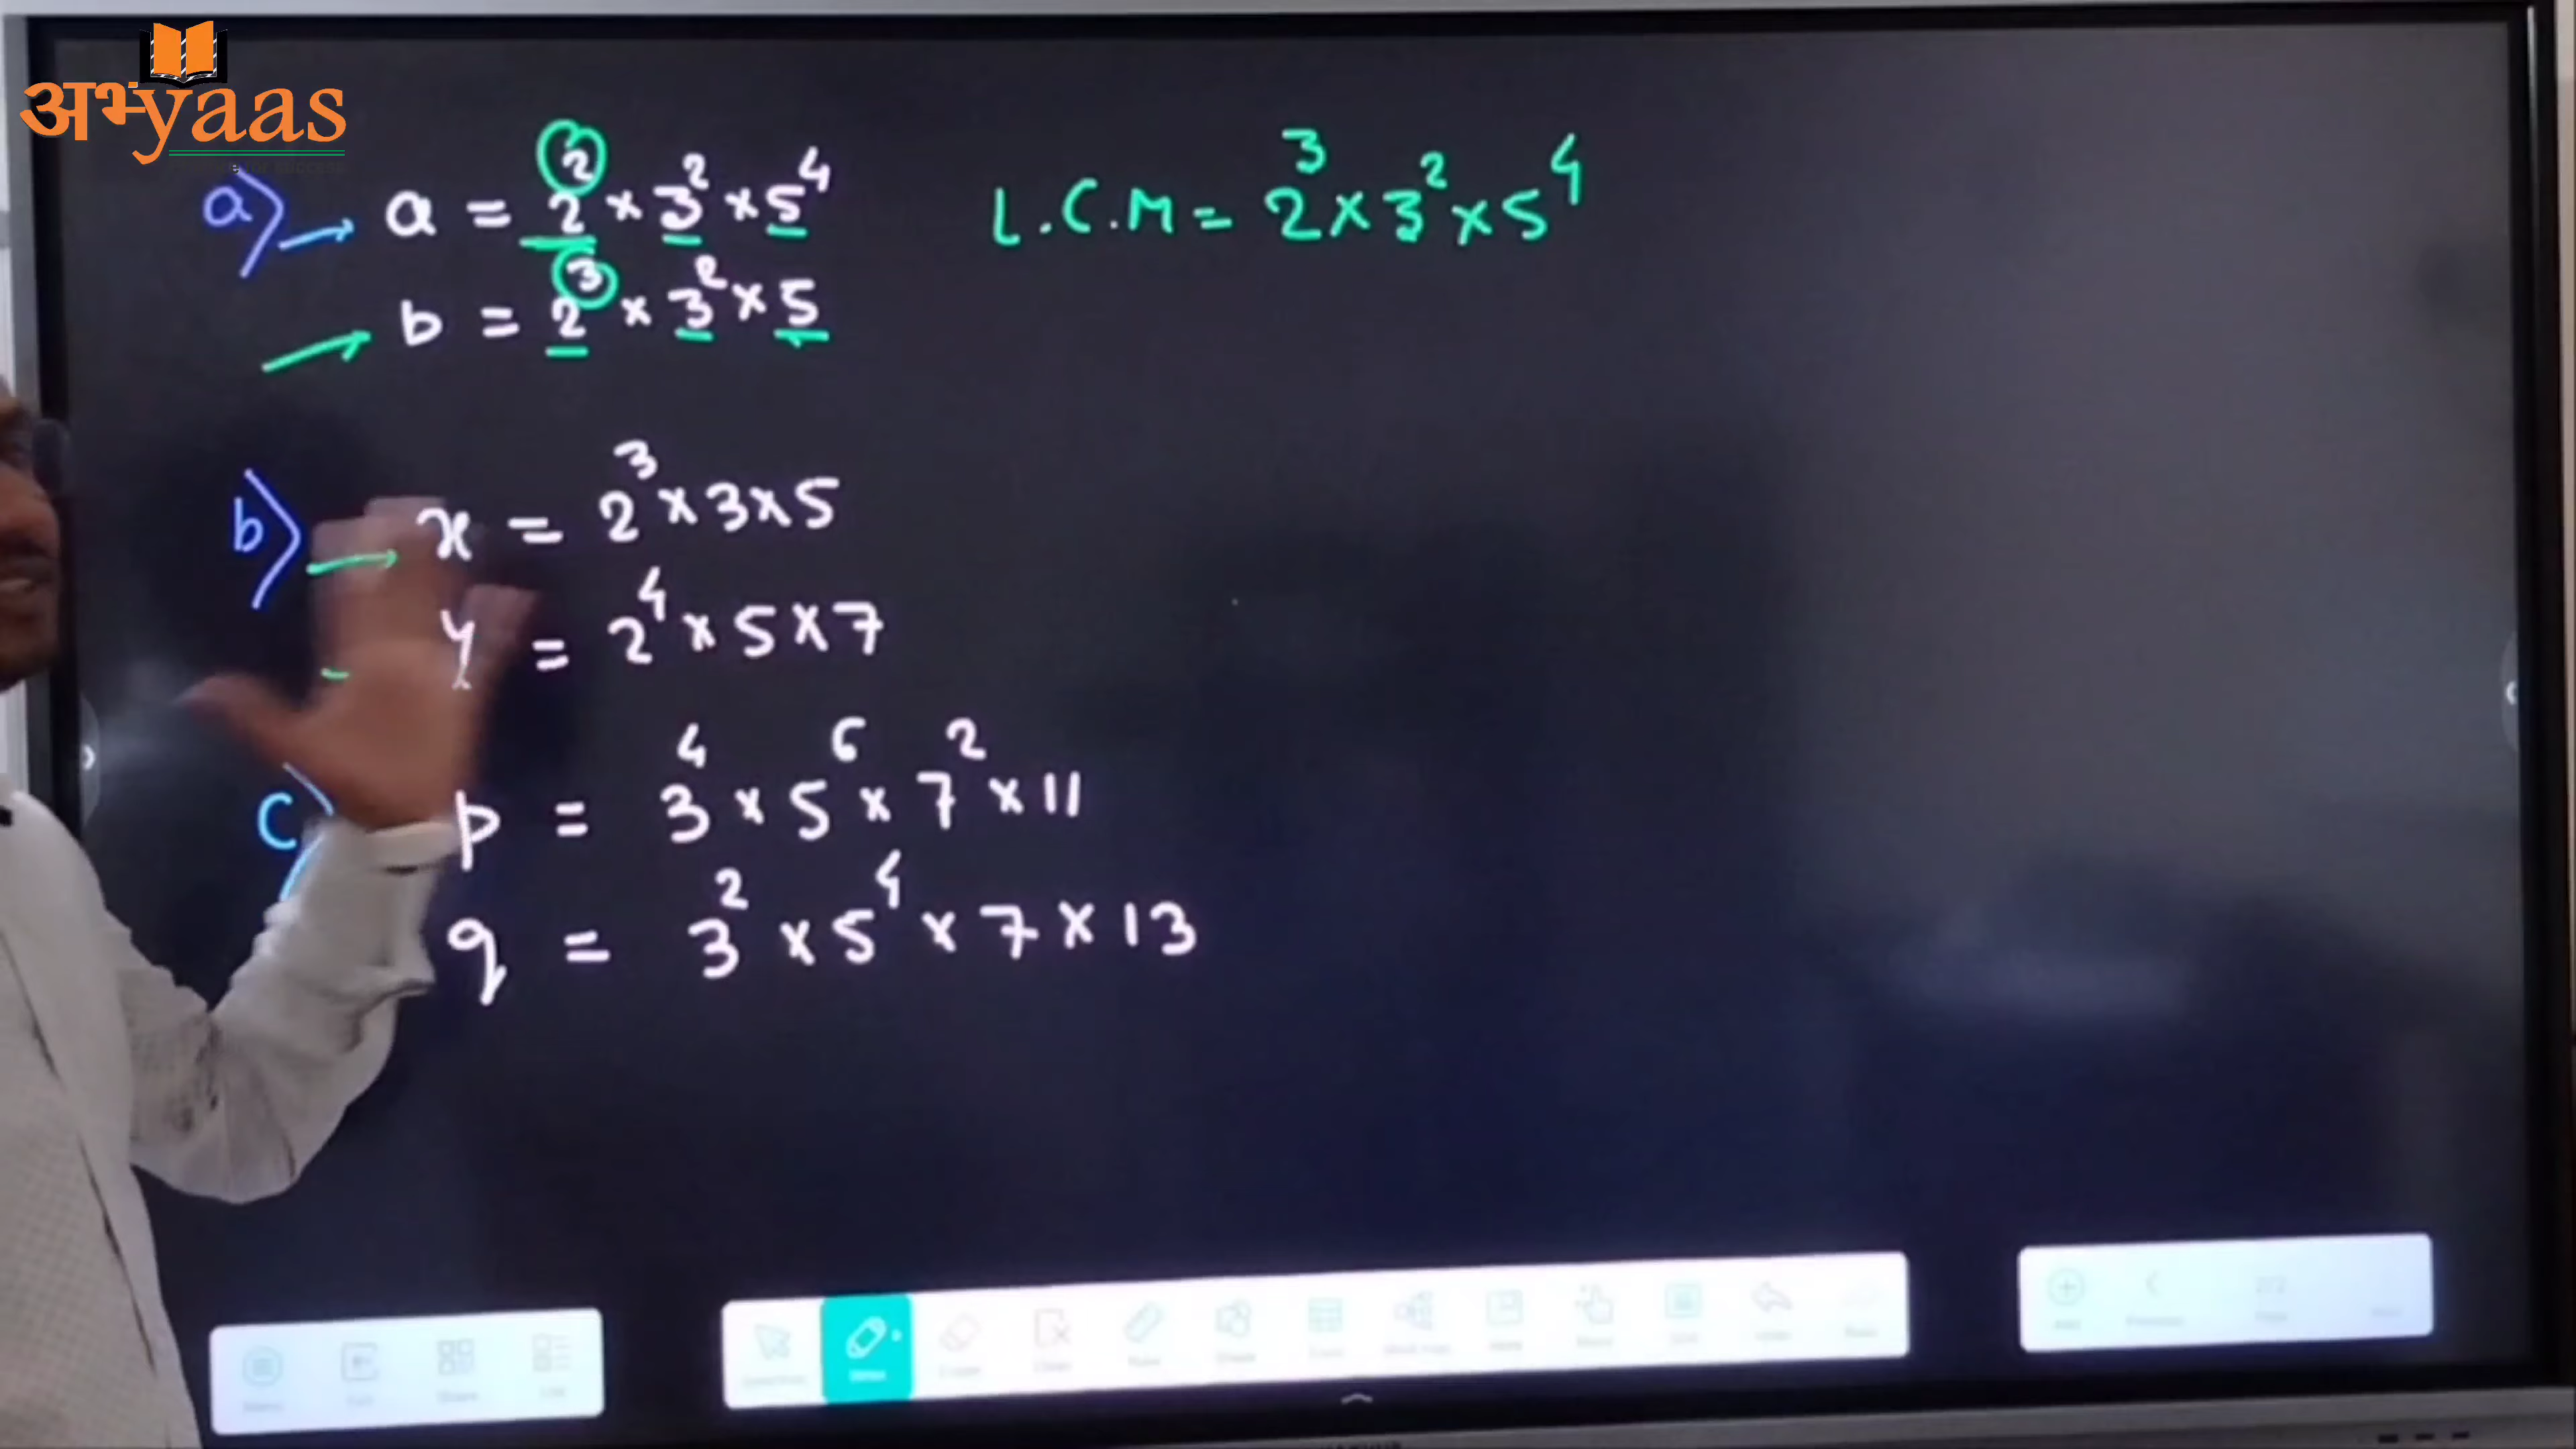 अभ्yaas
a) → a = 2² × 3² × 5⁴
L.C.M = 2³ × 3² × 5⁴
→ b = 2³ × 3² × 5
b) → x = 2³ × 3 × 5
y = 2⁴ × 5 × 7
c) p = 3⁴ × 5⁶ × 7² × 11
q = 3² × 5⁴ × 7 × 13